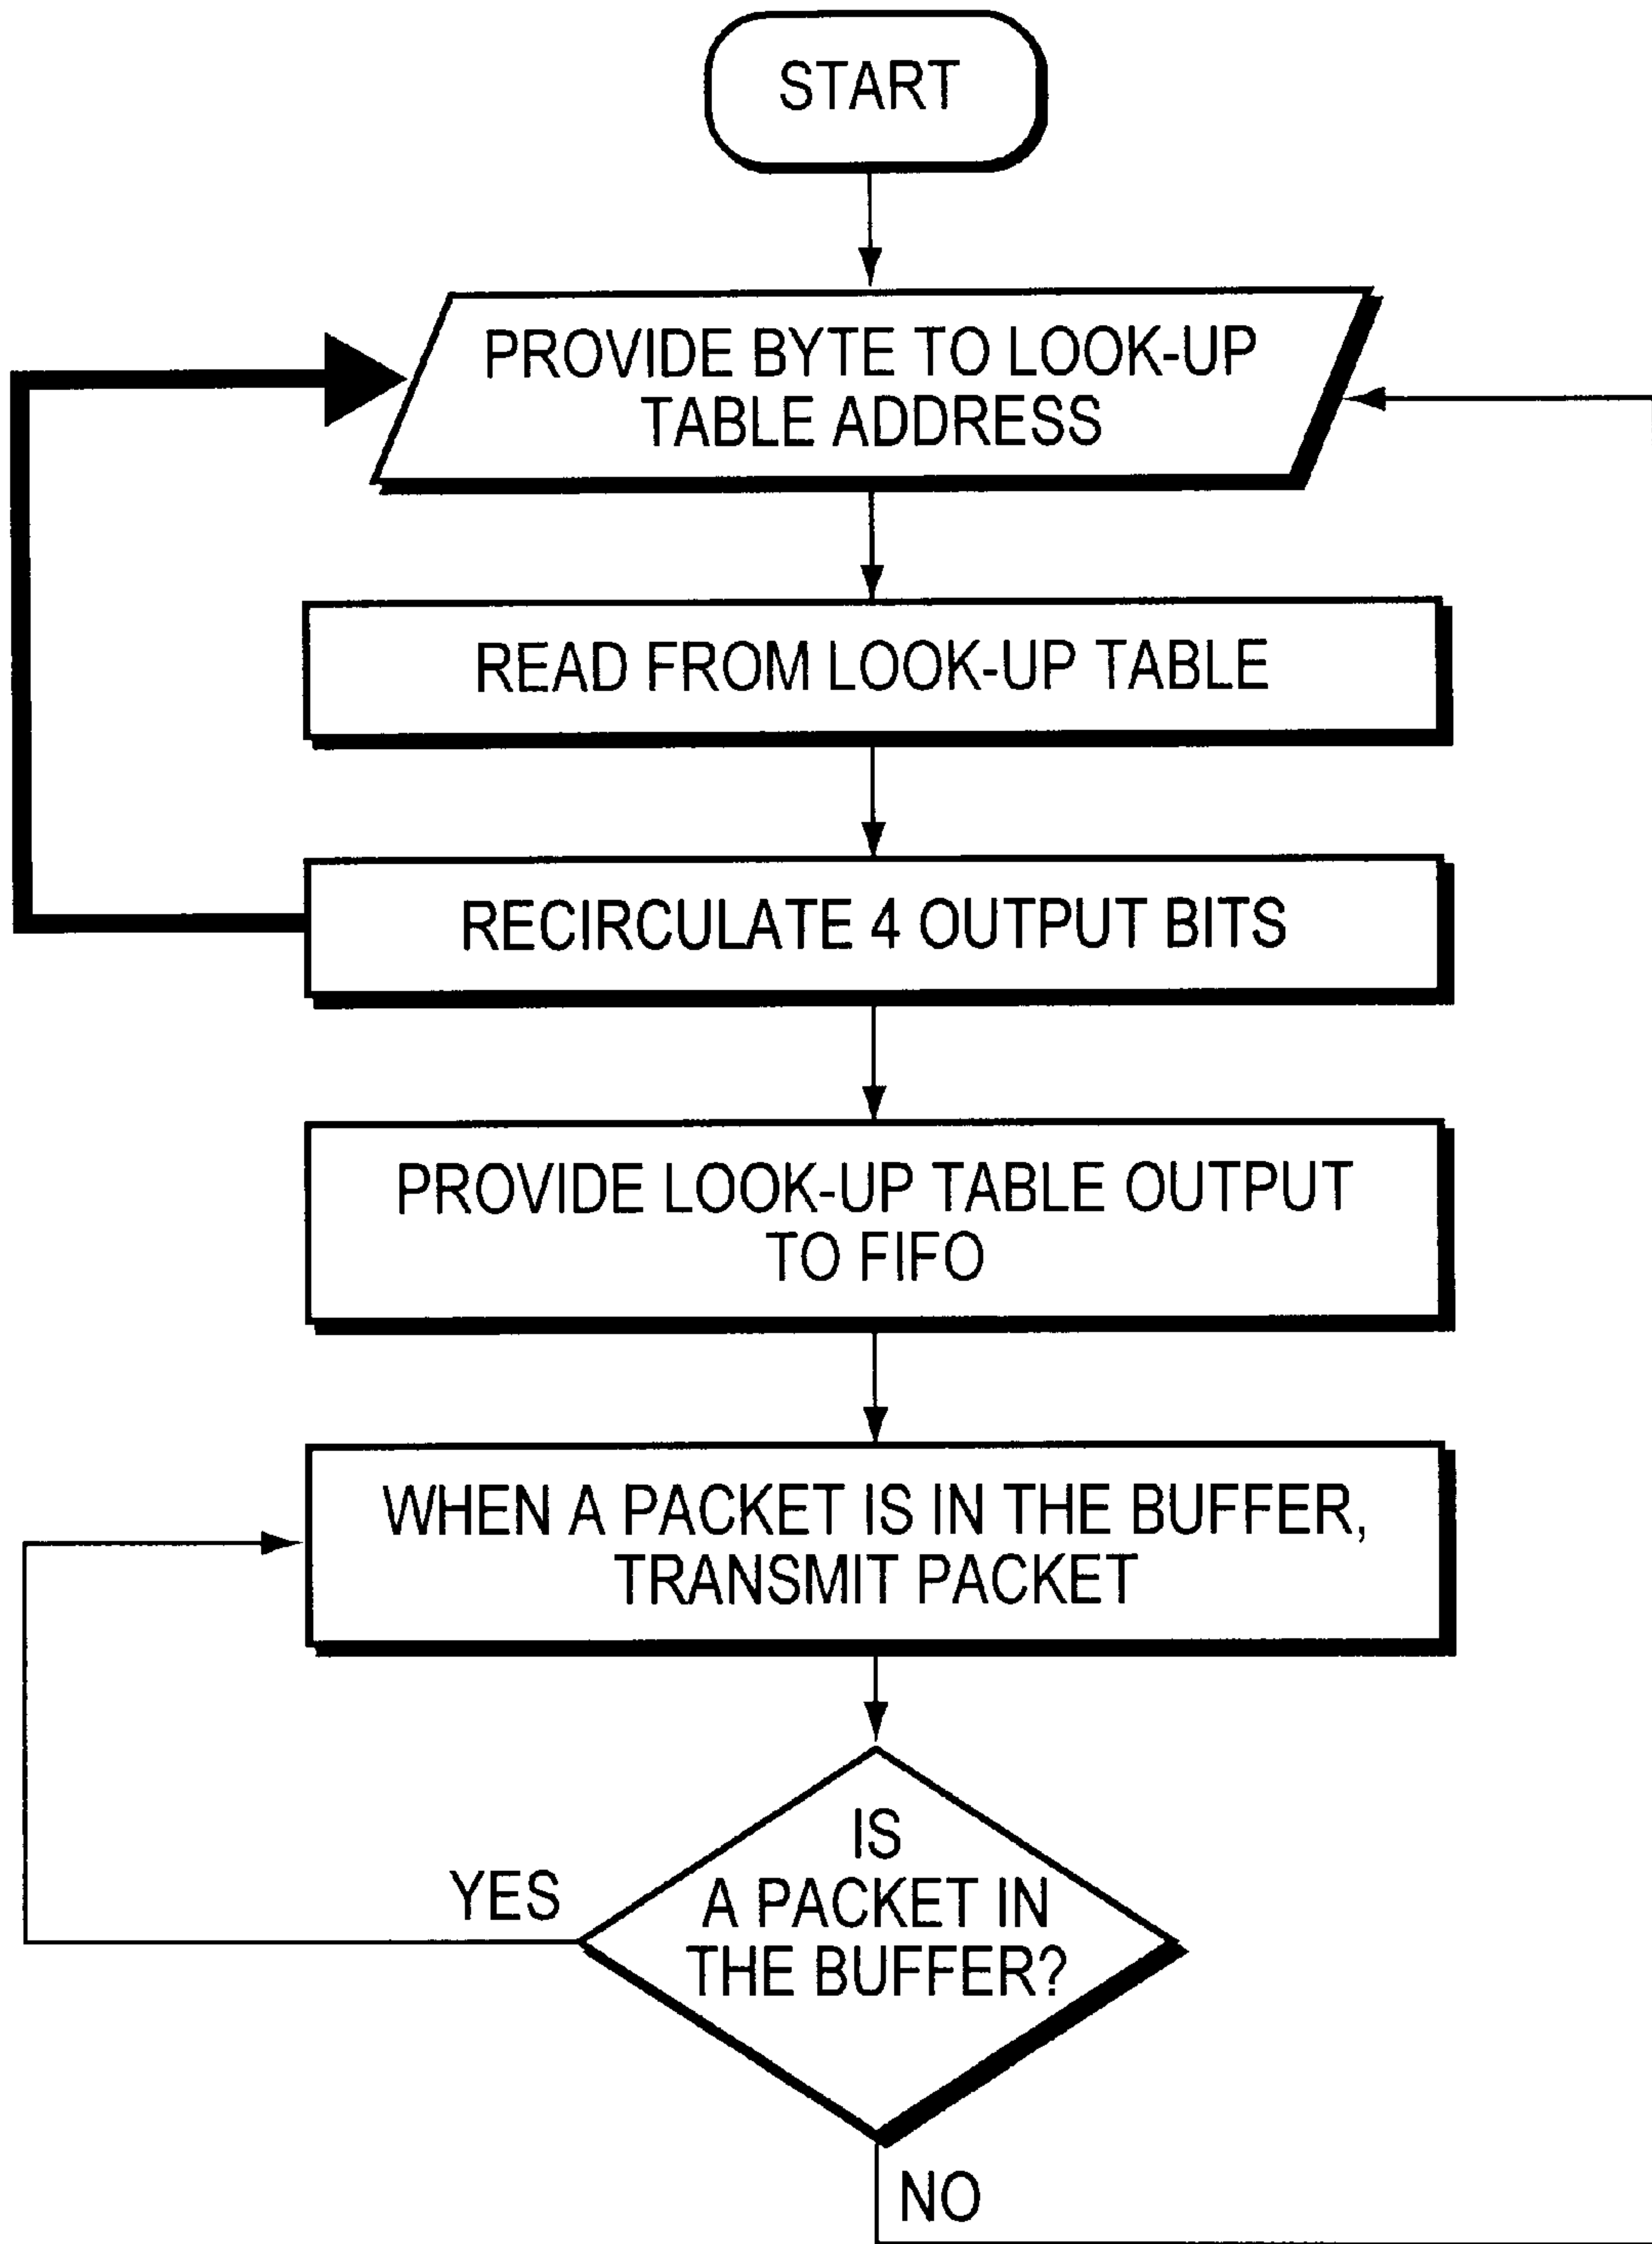 START
PROVIDE BYTE TO LOOK-UP
TABLE ADDRESS
READ FROM LOOK-UP TABLE
RECIRCULATE 4 OUTPUT BITS
PROVIDE LOOK-UP TABLE OUTPUT
TO FIFO
WHEN A PACKET IS IN THE BUFFER,
TRANSMIT PACKET
IS
A PACKET IN
THE BUFFER?
YES
NO